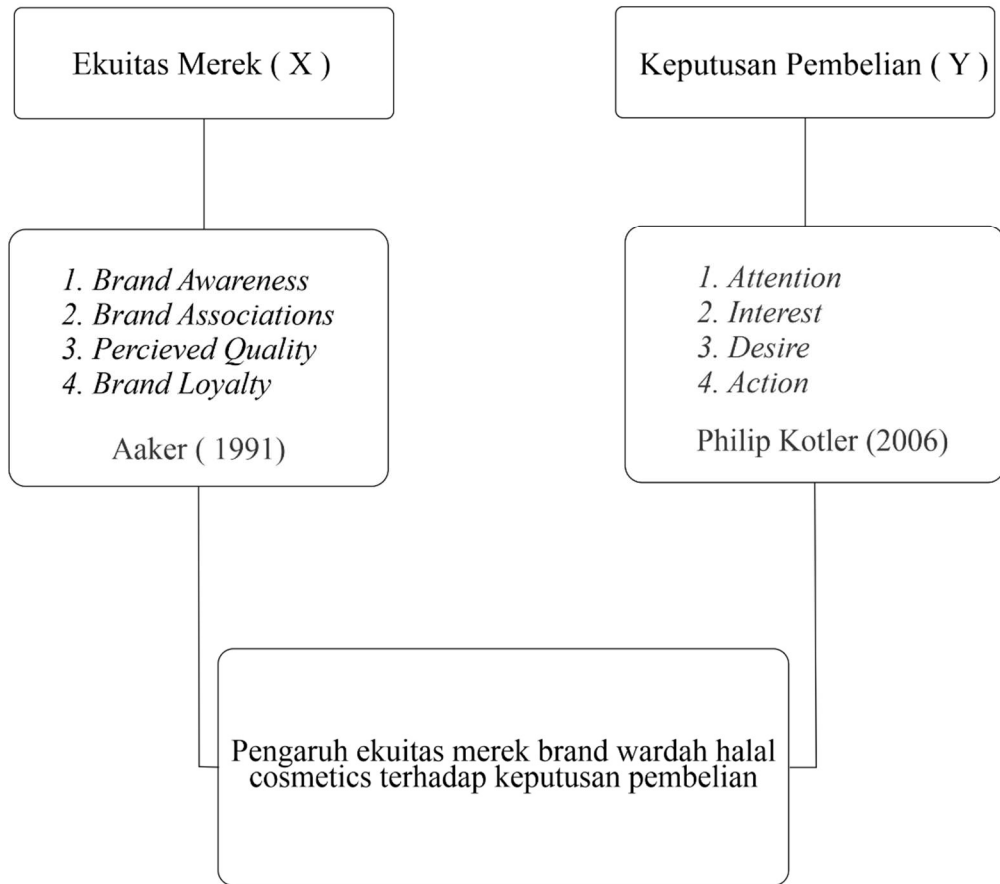 Ekuitas Merek ( X )
Keputusan Pembelian ( Y )
1. Brand Awareness
2. Brand Associations
3. Percieved Quality
4. Brand Loyalty
Aaker ( 1991)
1. Attention
2. Interest
3. Desire
4. Action
Philip Kotler (2006)
Pengaruh ekuitas merek brand wardah halal
cosmetics terhadap keputusan pembelian